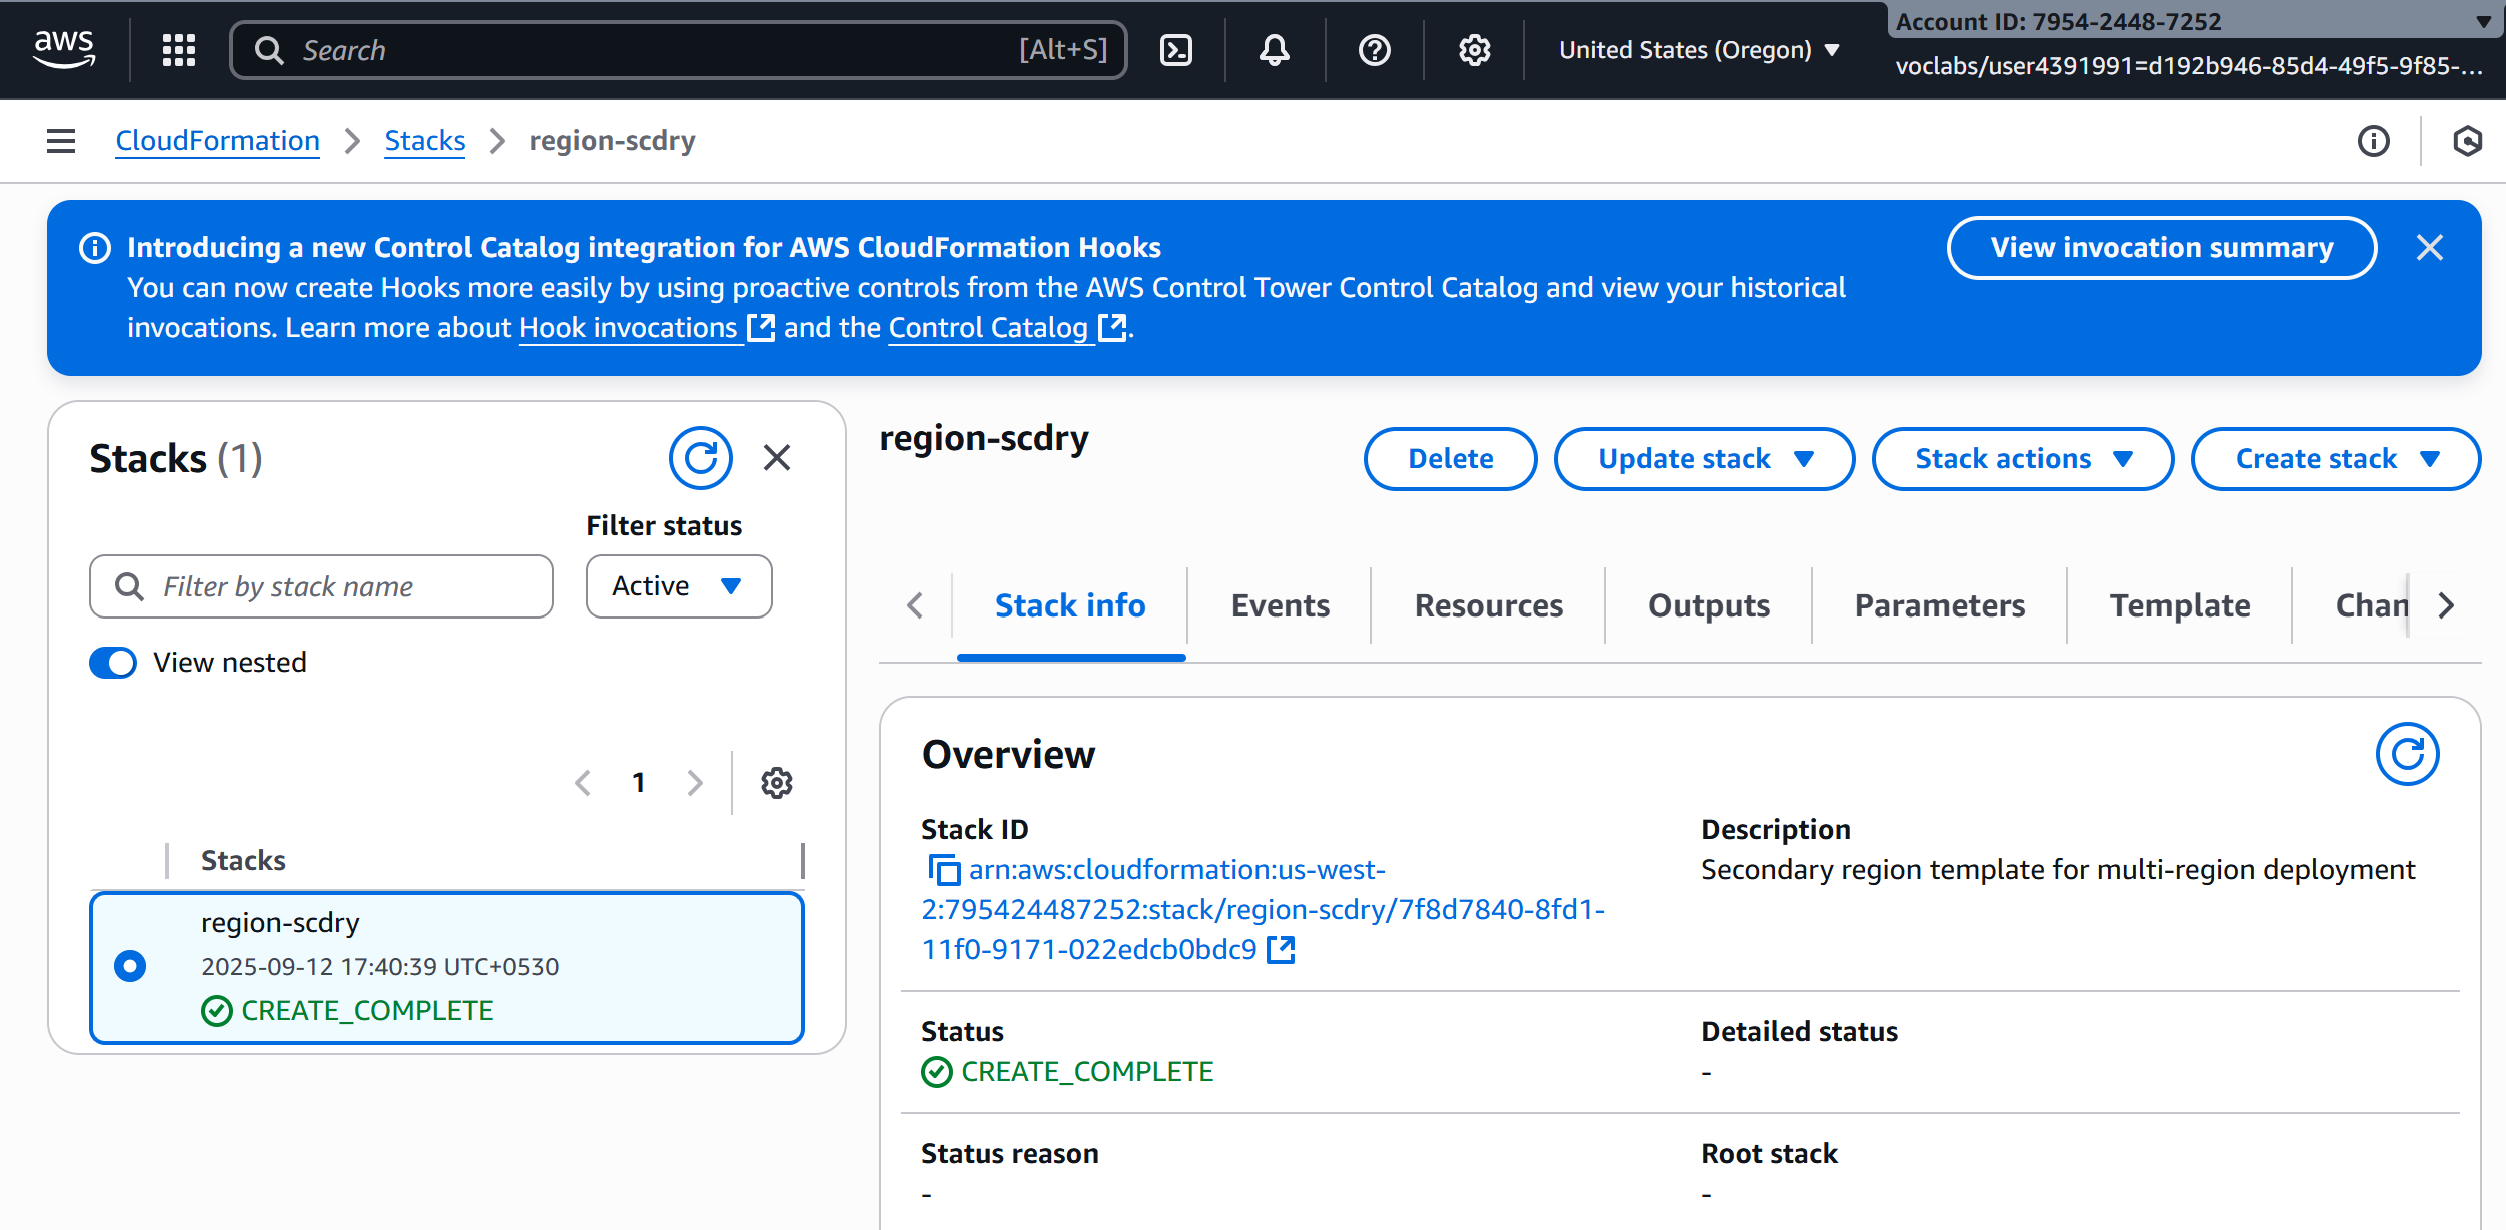 aws
Search
[Alt+S]
United States (Oregon)
Account ID: 7954-2448-7252
voclabs/user4391991=d192b946-85d4-49f5-9f85-...
CloudFormation
Stacks
region-scdry
Introducing a new Control Catalog integration for AWS CloudFormation Hooks
You can now create Hooks more easily by using proactive controls from the AWS Control Tower Control Catalog and view your historical
invocations. Learn more about Hook invocations and the Control Catalog .
View invocation summary
Stacks (1)
Filter status
Filter by stack name
Active
View nested
1
Stacks
region-scdry
2025-09-12 17:40:39 UTC+0530
CREATE_COMPLETE
region-scdry
Delete
Update stack
Stack actions
Create stack
Stack info
Events
Resources
Outputs
Parameters
Template
Chan
Overview
Stack ID
arn:aws:cloudformation:us-west-
2:795424487252:stack/region-scdry/7f8d7840-8fd1-
11f0-9171-022edcb0bdc9
Description
Secondary region template for multi-region deployment
Status
CREATE_COMPLETE
Detailed status
-
Status reason
-
Root stack
-